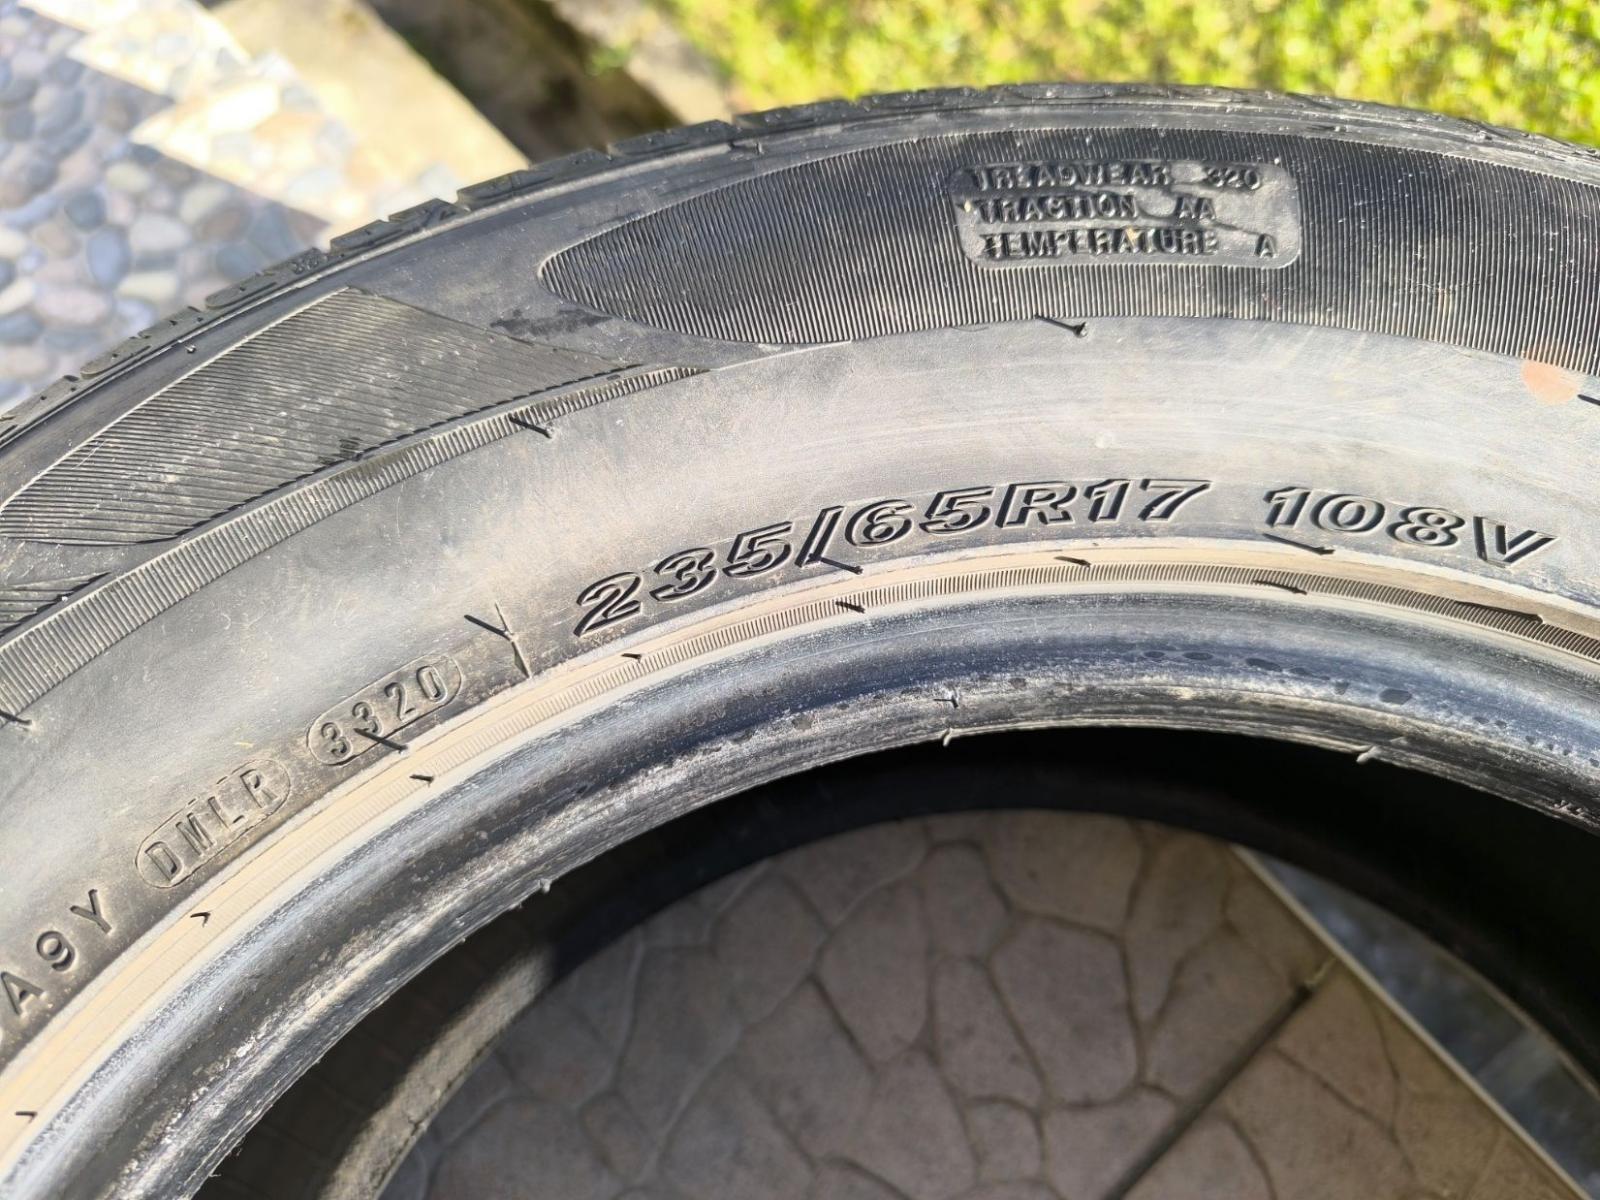 TREADWEAR 320
TRACTION AA
TEMPERATURE A
235/65R17 108V
A9Y DMLR 3320